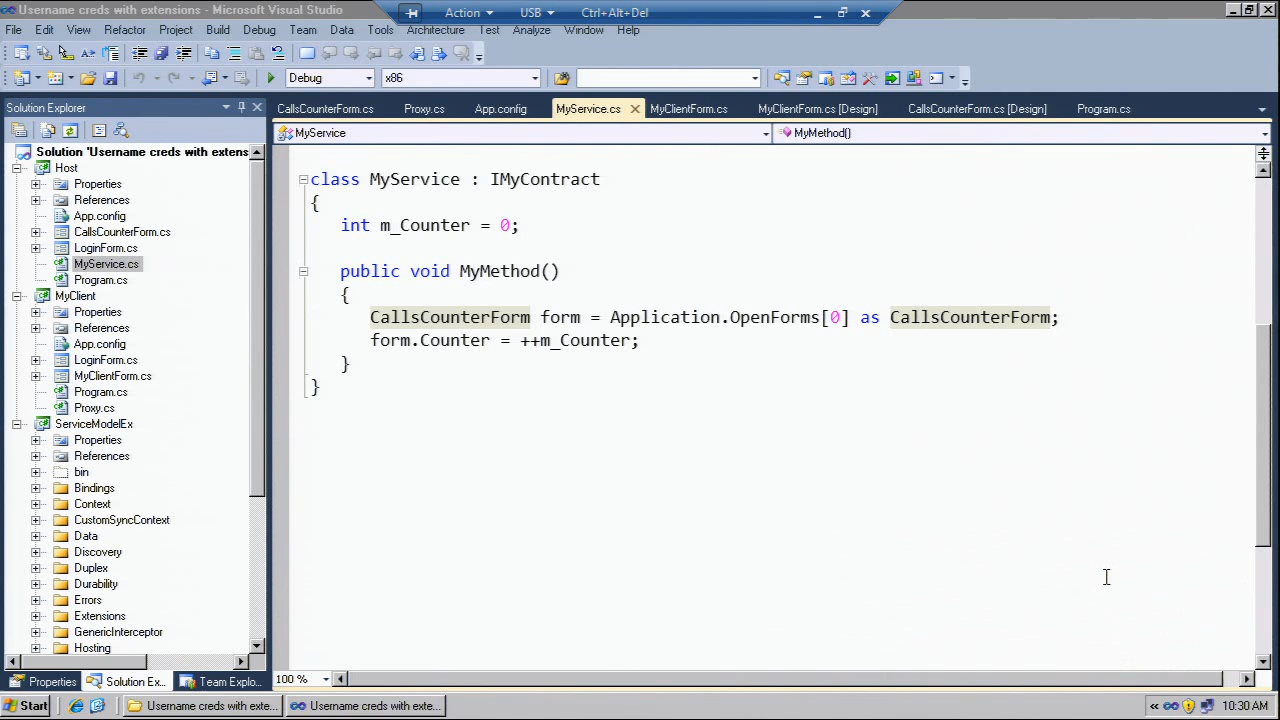 Username creds with extensions - Microsoft Visual Studio
Action USB Ctrl+Alt+Del
File Edit View Refactor Project Build Debug Team Data Tools Architecture Test Analyze Window Help
Debug x86
Solution Explorer
CallsCounterForm.cs Proxy.cs App.config MyService.cs MyClientForm.cs MyClientForm.cs [Design] CallsCounterForm.cs [Design] Program.cs
MyService MyMethod()
Solution 'Username creds with extens
Host
Properties
References
App.config
CallsCounterForm.cs
LoginForm.cs
MyService.cs
Program.cs
MyClient
Properties
References
App.config
LoginForm.cs
MyClientForm.cs
Program.cs
Proxy.cs
ServiceModelEx
Properties
References
bin
Bindings
Context
CustomSyncContext
Data
Discovery
Duplex
Durability
Errors
Extensions
GenericInterceptor
Hosting
class MyService : IMyContract
{
int m_Counter = 0;
public void MyMethod()
{
CallsCounterForm form = Application.OpenForms[0] as CallsCounterForm;
form.Counter = ++m_Counter;
}
}
100 %
Properties Solution Ex... Team Explo...
Start Username creds with exte... Username creds with exte... 10:30 AM